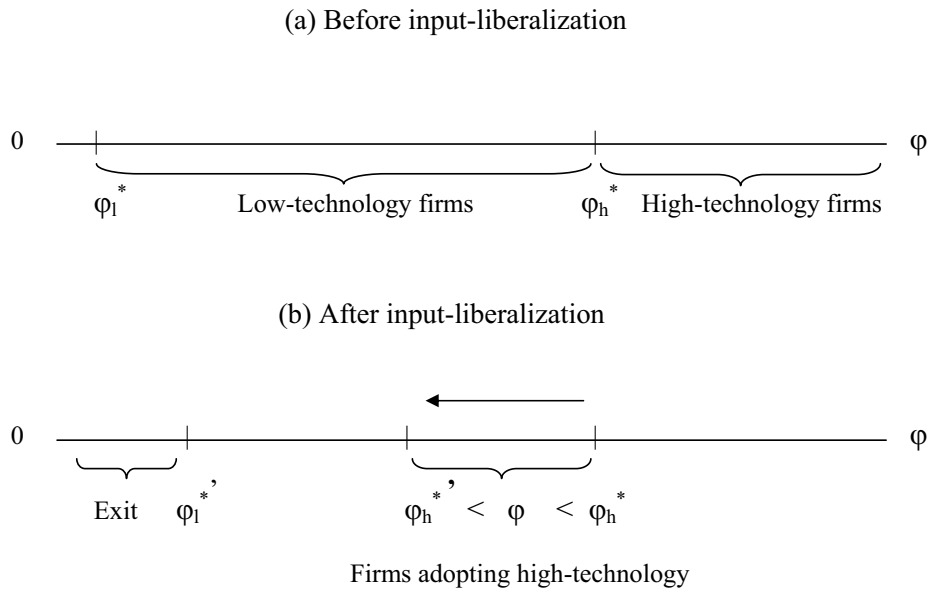 (a) Before input-liberalization
0 φ
φl* Low-technology firms φh* High-technology firms
(b) After input-liberalization
0 φ
Exit φl*’ φh*’ < φ < φh*
Firms adopting high-technology